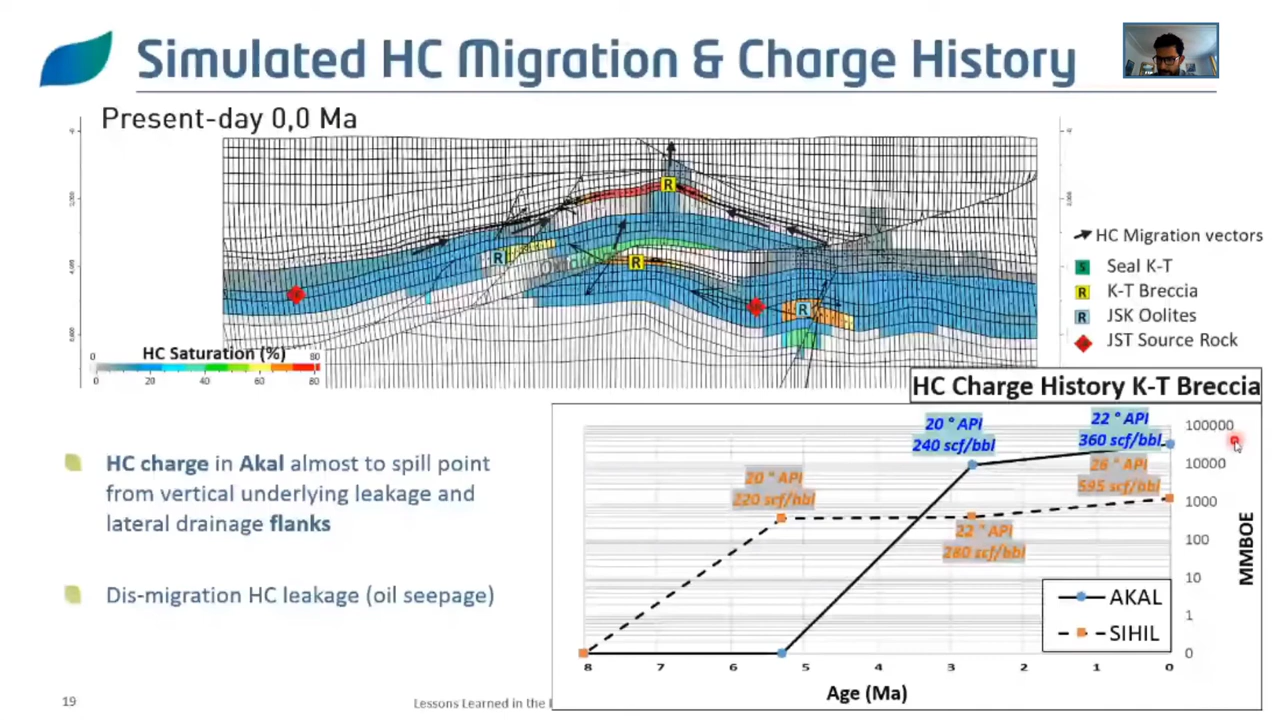 Simulated HC Migration & Charge History
Present-day 0,0 Ma
R
R
R
R
HC Saturation (%)
0
80
0 20 40 60 80
HC Migration vectors
S Seal K-T
R K-T Breccia
R JSK Oolites
JST Source Rock
HC charge in Akal almost to spill point
from vertical underlying leakage and
lateral drainage flanks
Dis-migration HC leakage (oil seepage)
HC Charge History K-T Breccia
20 ° API
240 scf/bbl
22 ° API
360 scf/bbl
20 ° API
220 scf/bbl
26 ° API
595 scf/bbl
22 ° API
280 scf/bbl
100000
10000
1000
100
10
1
0
MMBOE
AKAL
SIHIL
8 7 6 5 4 3 2 1 0
Age (Ma)
19
Lessons Learned in the